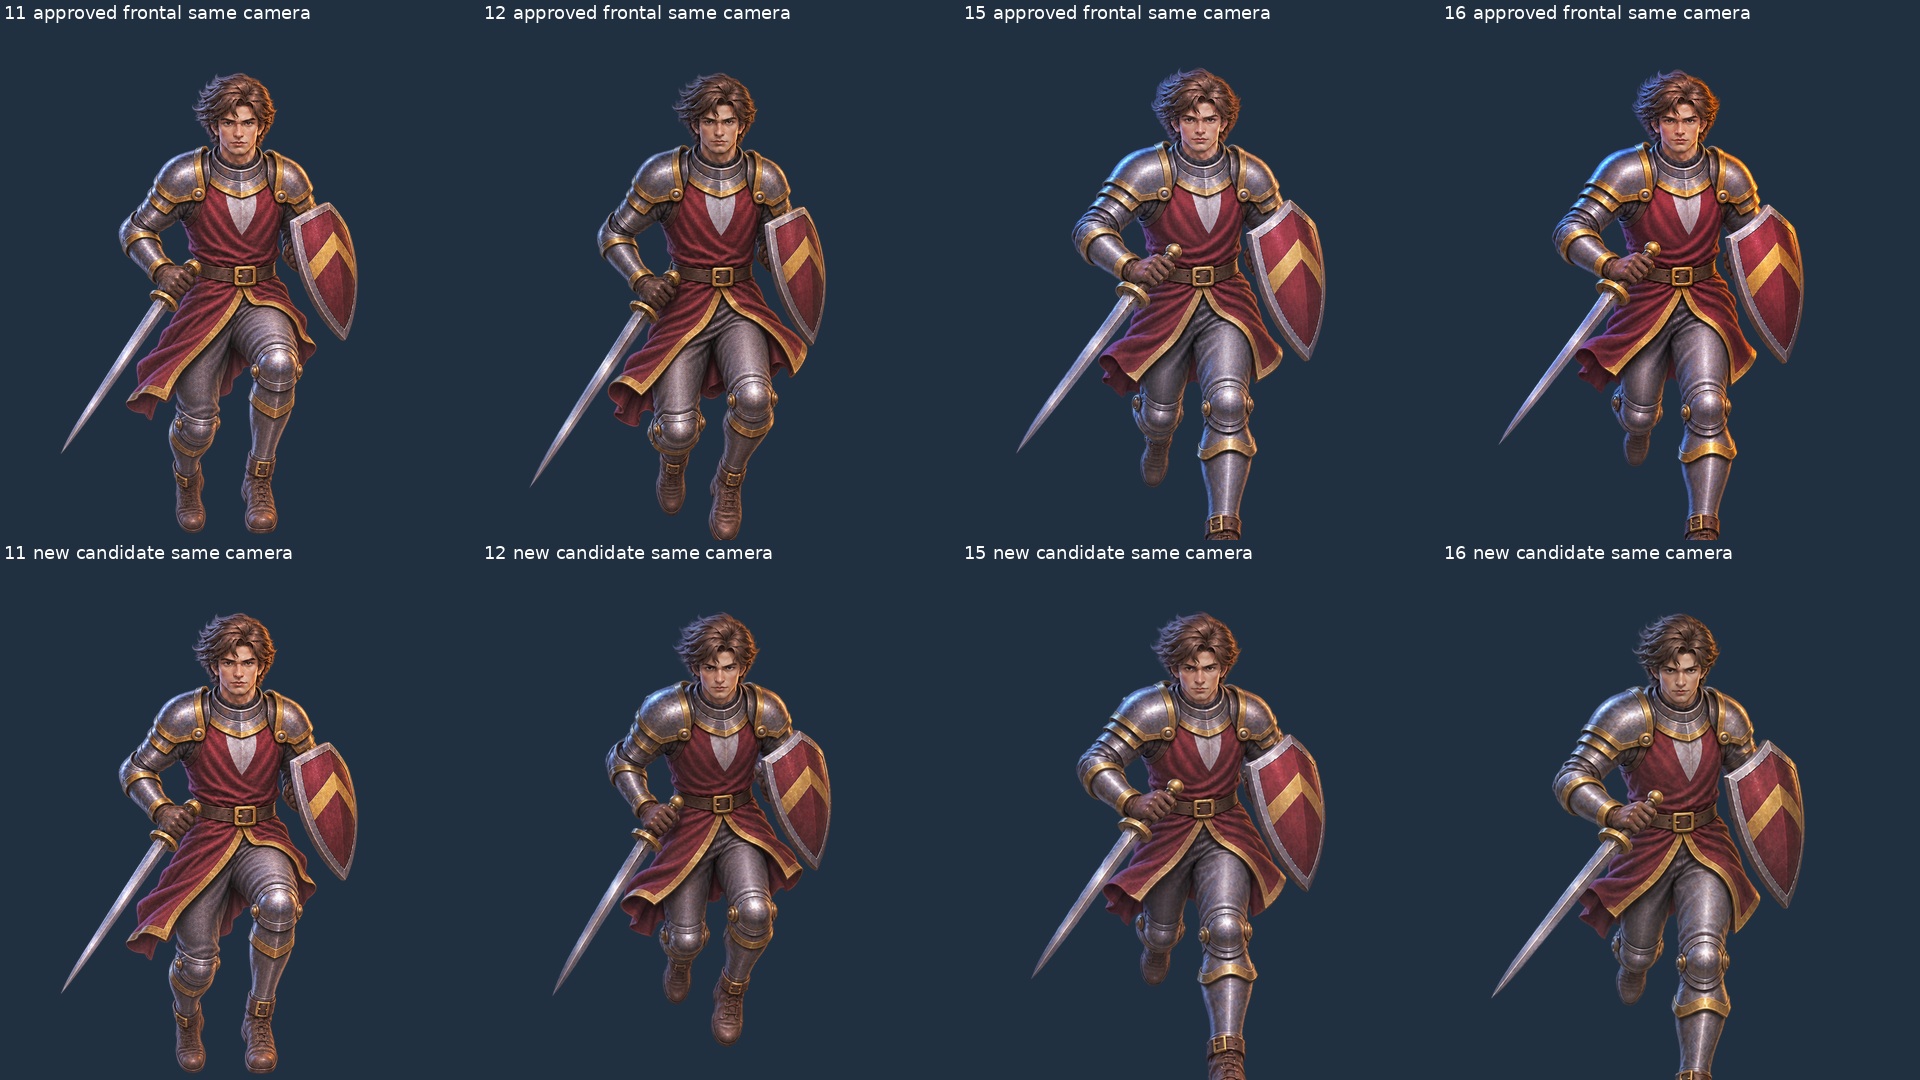 11 approved frontal same camera
12 approved frontal same camera
15 approved frontal same camera
16 approved frontal same camera
11 new candidate same camera
12 new candidate same camera
15 new candidate same camera
16 new candidate same camera